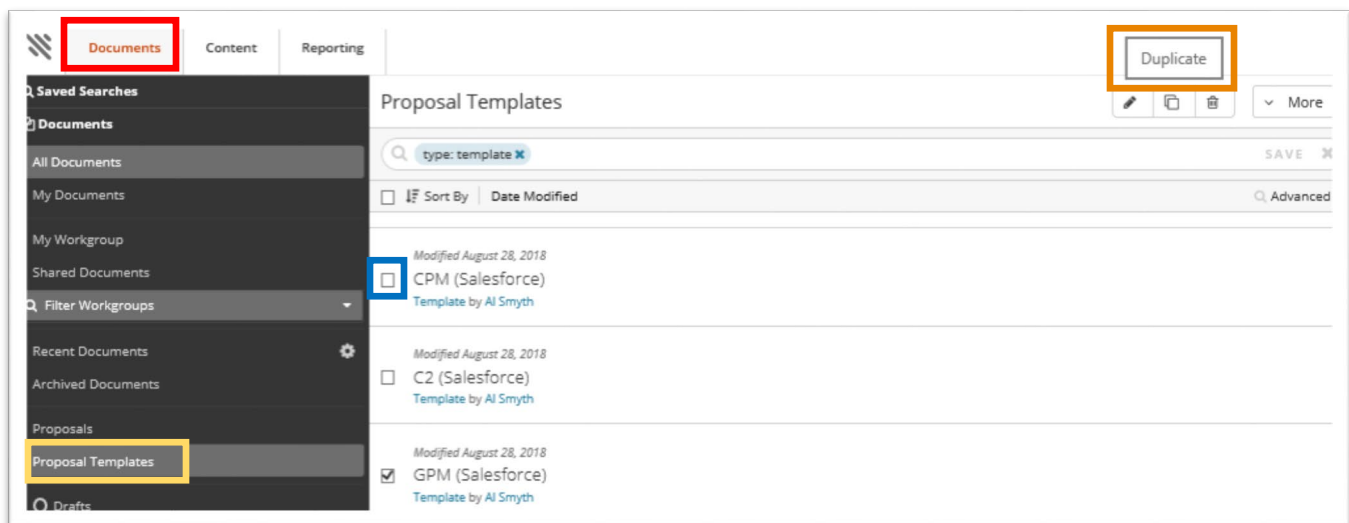 Documents Content Reporting
Duplicate
Saved Searches
Documents
All Documents
My Documents
My Workgroup
Shared Documents
Filter Workgroups
Recent Documents
Archived Documents
Proposals
Proposal Templates
Drafts
Proposal Templates
More
type: template
SAVE
Sort By Date Modified
Advanced
Modified August 28, 2018
CPM (Salesforce)
Template by Al Smyth
Modified August 28, 2018
C2 (Salesforce)
Template by Al Smyth
Modified August 28, 2018
GPM (Salesforce)
Template by Al Smyth